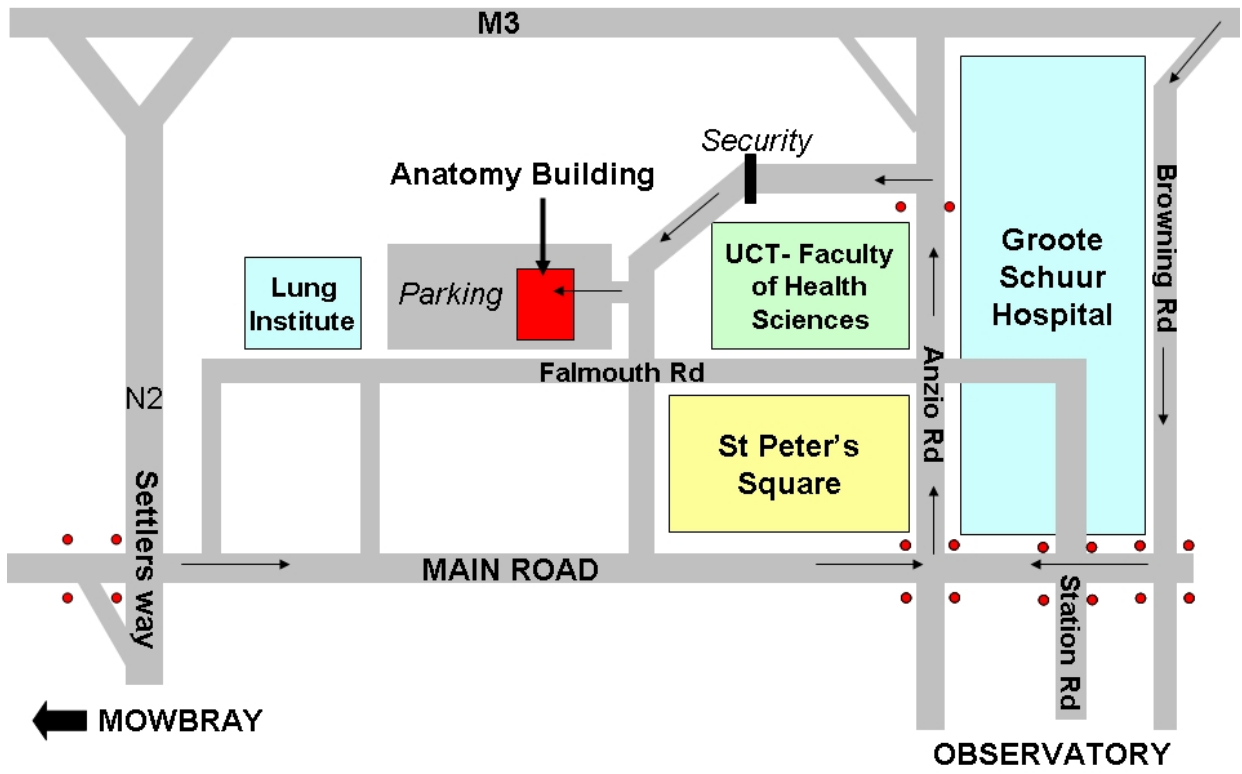 M3
Security
Anatomy Building
Browning Rd
UCT- Faculty
of Health
Sciences
Groote
Schuur
Hospital
Lung
Institute
Parking
Falmouth Rd
Anzio Rd
N2
St Peter’s
Square
Settlers way
MAIN ROAD
Station Rd
MOWBRAY
OBSERVATORY